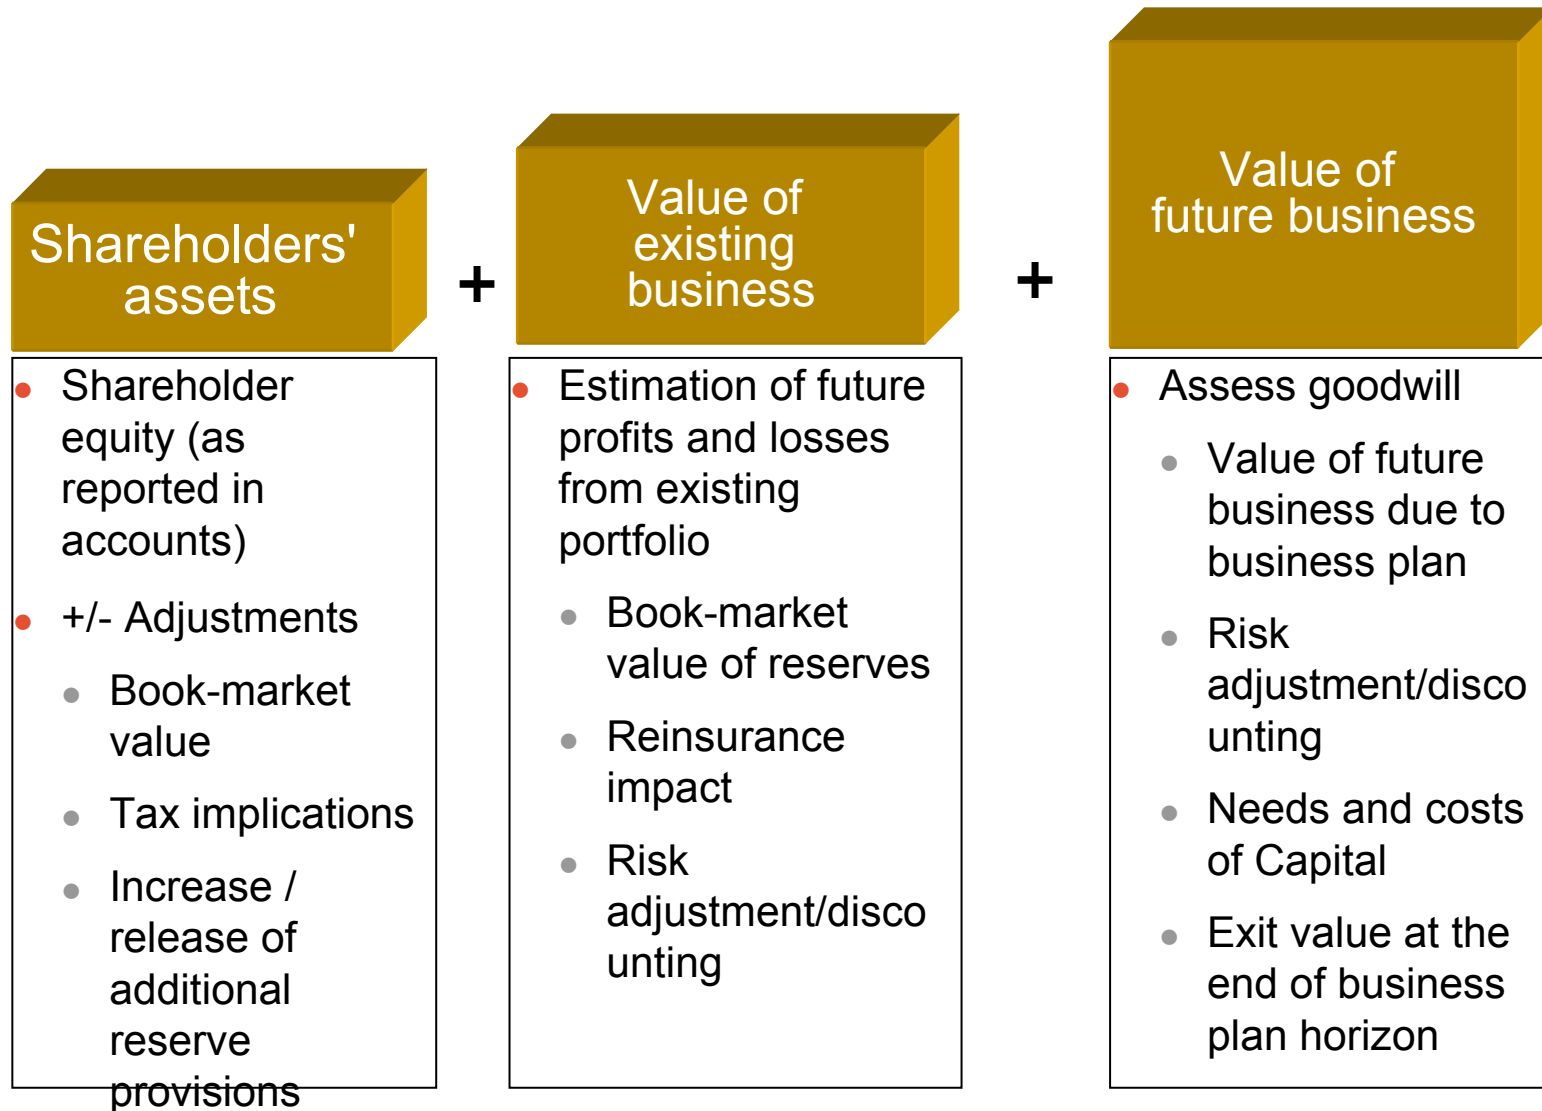 Shareholders'
assets
+
Value of
existing
business
+
Value of
future business
• Shareholder
equity (as
reported in
accounts)
• +/- Adjustments
• Book-market
value
• Tax implications
• Increase /
release of
additional
reserve
provisions
• Estimation of future
profits and losses
from existing
portfolio
• Book-market
value of reserves
• Reinsurance
impact
• Risk
adjustment/disco
unting
• Assess goodwill
• Value of future
business due to
business plan
• Risk
adjustment/disco
unting
• Needs and costs
of Capital
• Exit value at the
end of business
plan horizon